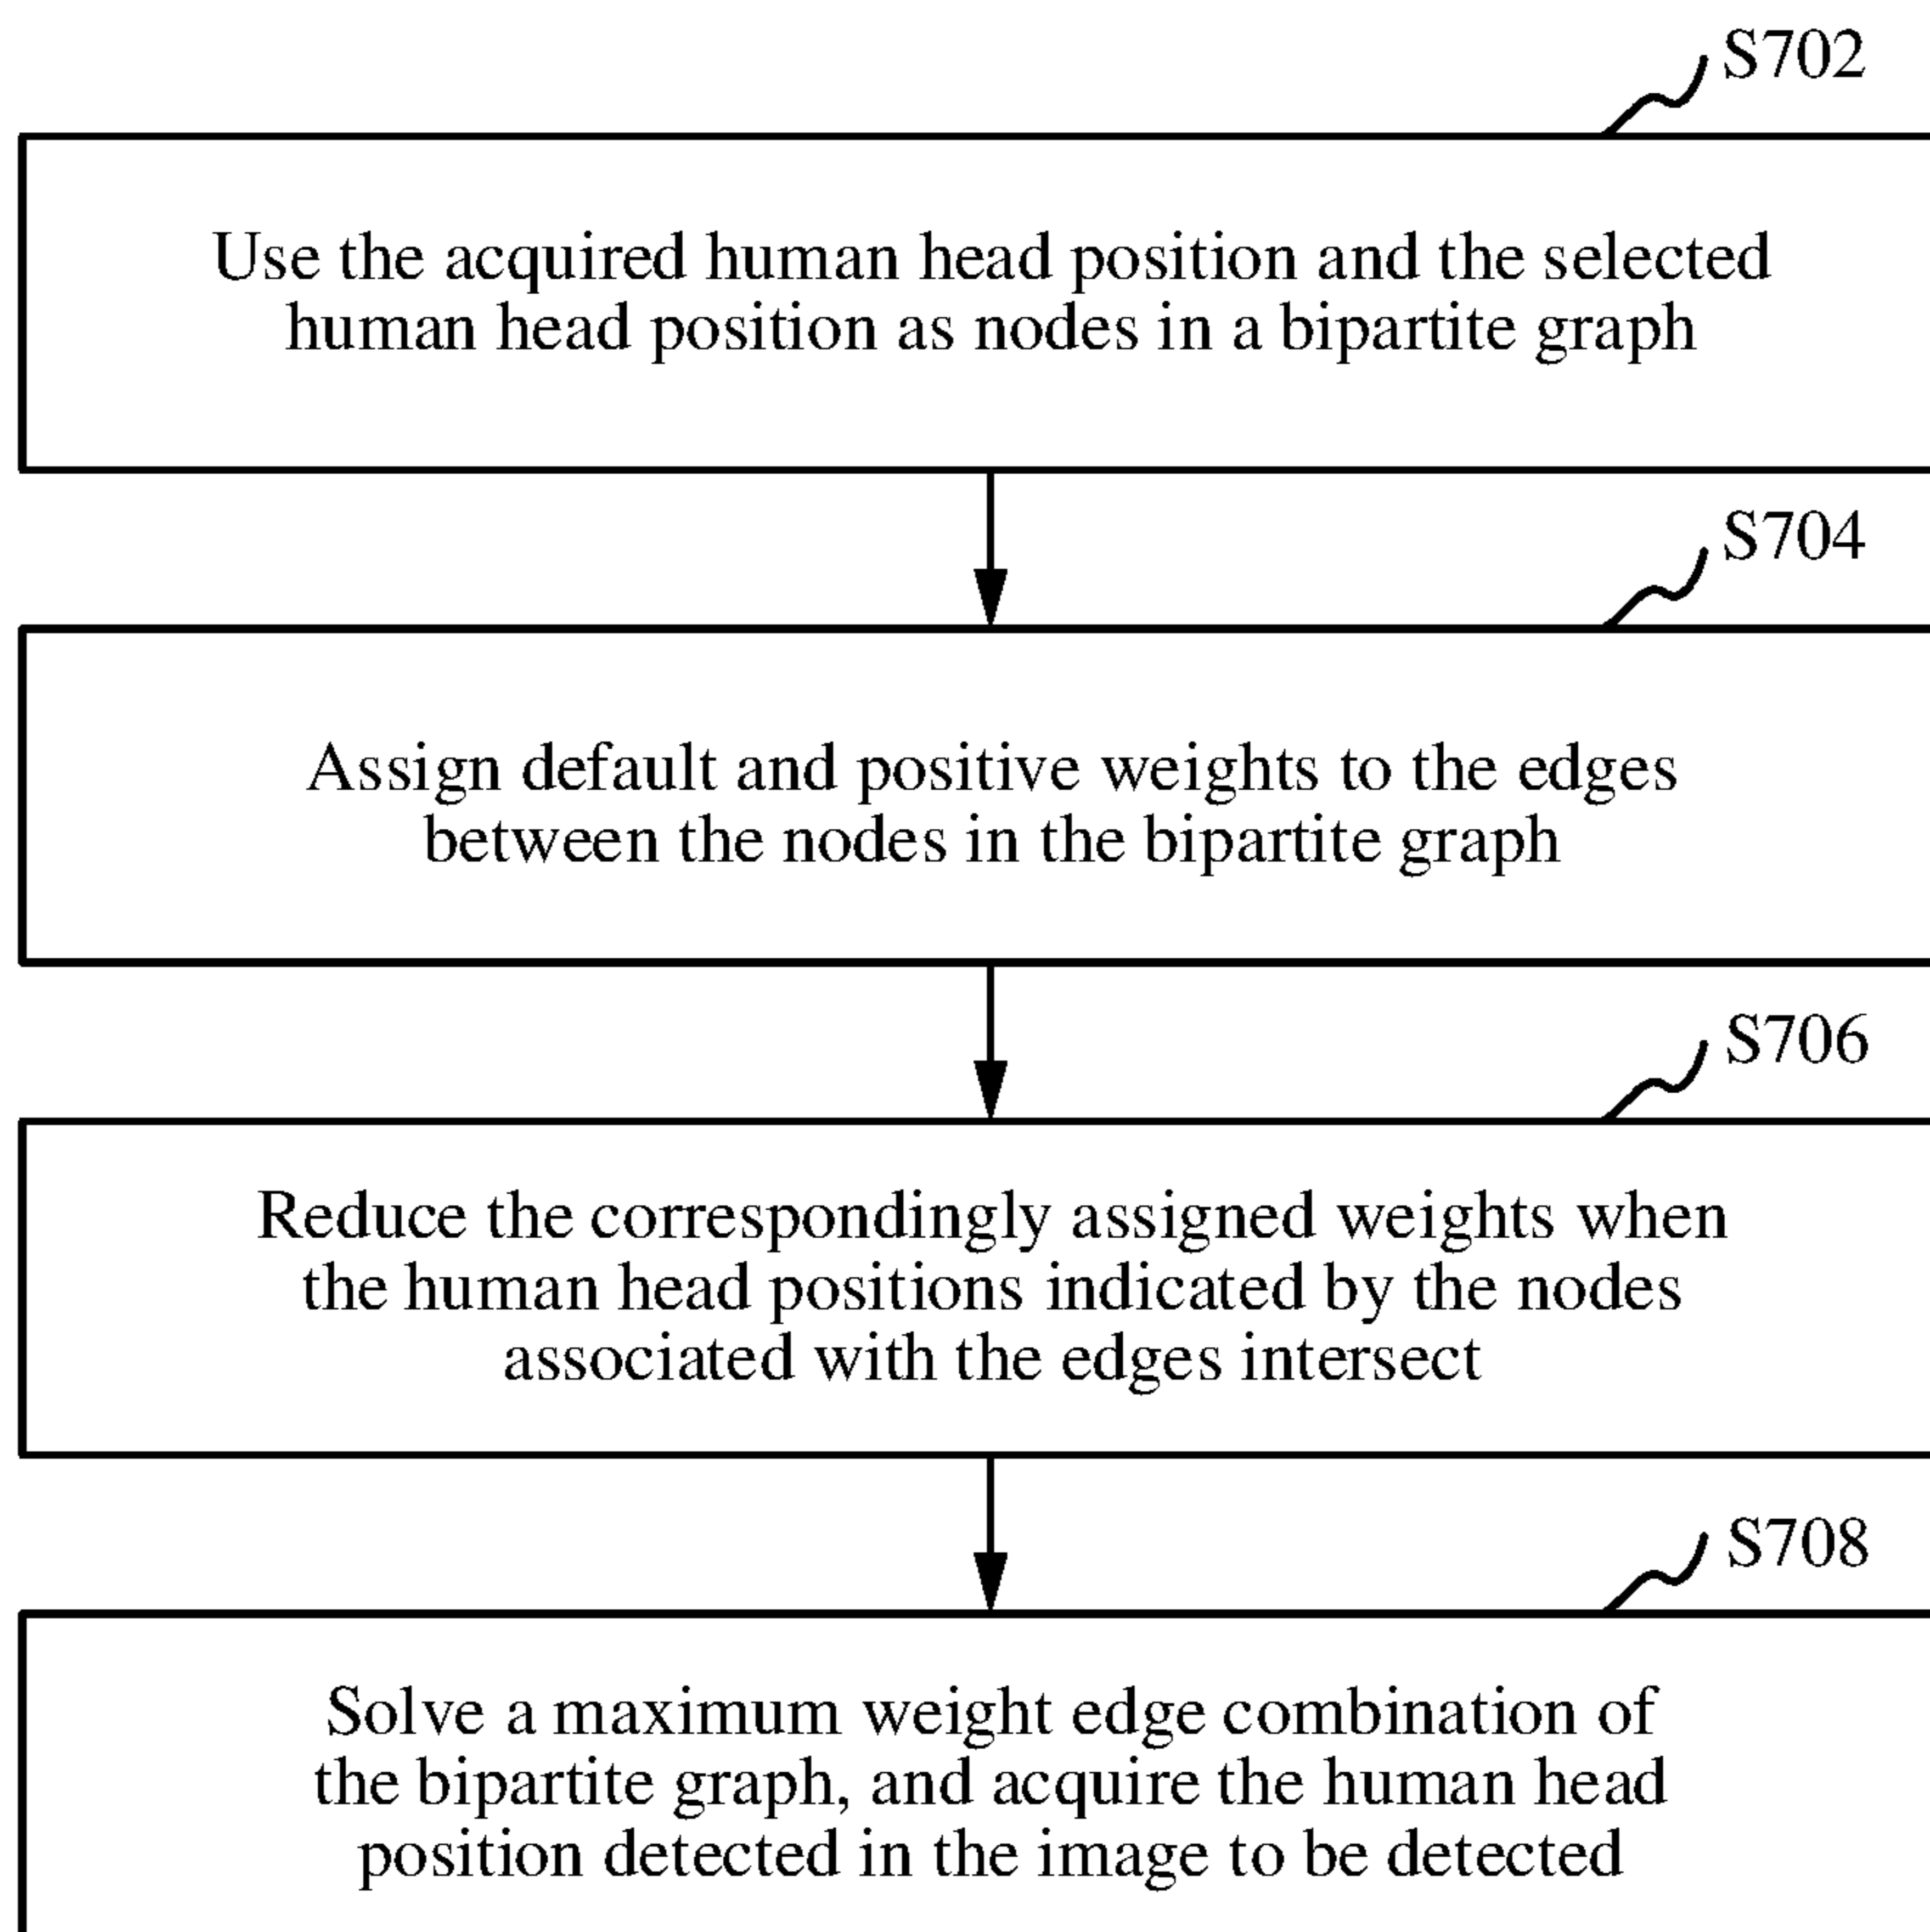 S702
Use the acquired human head position and the selected
human head position as nodes in a bipartite graph
S704
Assign default and positive weights to the edges
between the nodes in the bipartite graph
S706
Reduce the correspondingly assigned weights when
the human head positions indicated by the nodes
associated with the edges intersect
S708
Solve a maximum weight edge combination of
the bipartite graph, and acquire the human head
position detected in the image to be detected